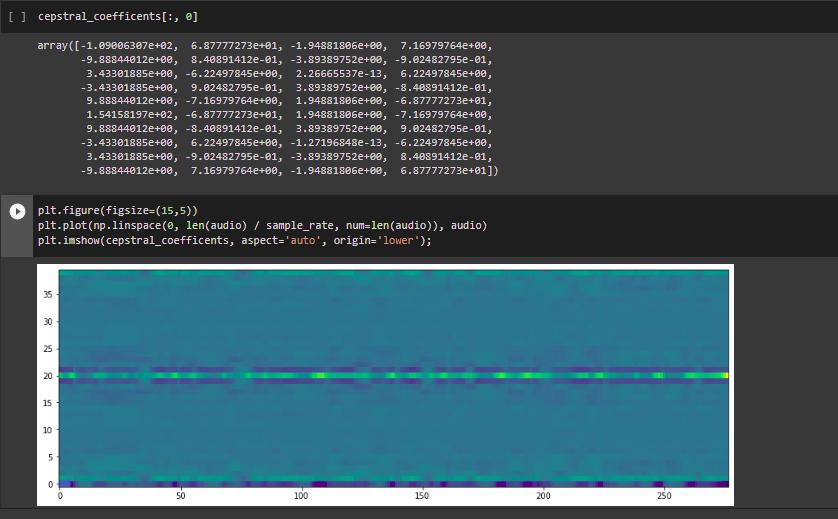 [ ] cepstral_coefficents[:, 0]
array([-1.09006307e+02, 6.87777273e+01, -1.94881806e+00, 7.16979764e+00,
-9.88844012e+00, 8.40891412e-01, -3.89389752e+00, -9.02482795e-01,
3.43301885e+00, -6.22497845e+00, 2.26665537e-13, 6.22497845e+00,
-3.43301885e+00, 9.02482795e-01, 3.89389752e+00, -8.40891412e-01,
9.88844012e+00, -7.16979764e+00, 1.94881806e+00, -6.87777273e+01,
1.54158197e+02, -6.87777273e+01, 1.94881806e+00, -7.16979764e+00,
9.88844012e+00, -8.40891412e-01, 3.89389752e+00, 9.02482795e-01,
-3.43301885e+00, 6.22497845e+00, -1.27196848e-13, -6.22497845e+00,
3.43301885e+00, -9.02482795e-01, -3.89389752e+00, 8.40891412e-01,
-9.88844012e+00, 7.16979764e+00, -1.94881806e+00, 6.87777273e+01])
plt.figure(figsize=(15,5))
plt.plot(np.linspace(0, len(audio) / sample_rate, num=len(audio)), audio)
plt.imshow(cepstral_coefficents, aspect='auto', origin='lower');
35
30
25
20
15
10
5
0
0 50 100 150 200 250